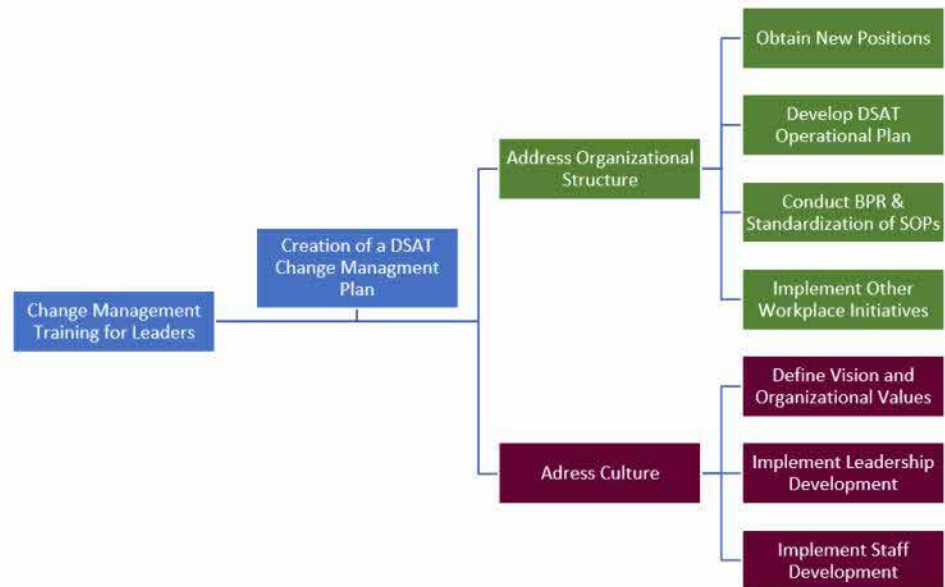 Change Management
Training for Leaders
Creation of a DSAT
Change Managment
Plan
Address Organizational
Structure
Obtain New Positions
Develop DSAT
Operational Plan
Conduct BPR &
Standardization of SOPs
Implement Other
Workplace Initiatives
Adress Culture
Define Vision and
Organizational Values
Implement Leadership
Development
Implement Staff
Development